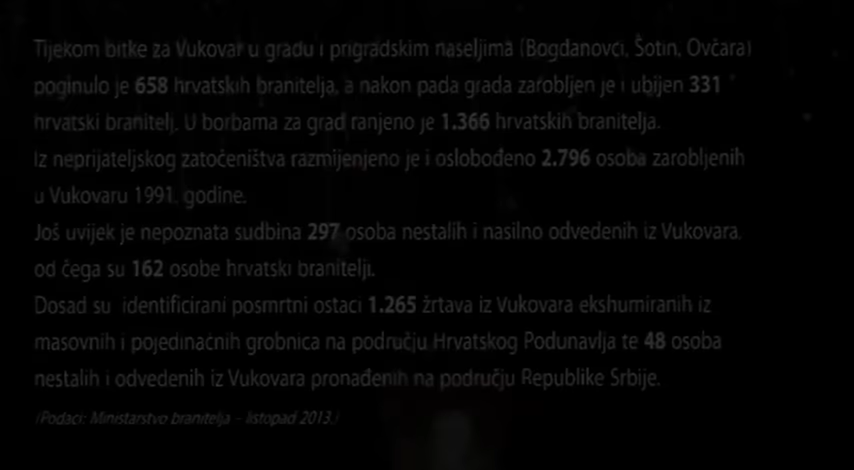 Tijekom bitke za Vukovar u gradu i prigradskim naseljima (Bogdanovci, Šotin, Ovčara)
poginulo je 658 hrvatskih branitelja, a nakon pada grada zarobljen je i ubijen 331
hrvatski branitelj. U borbama za grad ranjeno je 1.366 hrvatskih branitelja.
Iz neprijateljskog zatočeništva razmijenjeno je i oslobođeno 2.796 osoba zarobljenih
u Vukovaru 1991. godine.
Još uvijek je nepoznata sudbina 297 osoba nestalih i nasilno odvedenih iz Vukovara,
od čega su 162 osobe hrvatski branitelji.
Dosad su identificirani posmrtni ostaci 1.265 žrtava iz Vukovara ekshumiranih iz
masovnih i pojedinačnih grobnica na području Hrvatskog Podunavlja te 48 osoba
nestalih i odvedenih iz Vukovara pronađenih na području Republike Srbije.
(Podaci: Ministarstvo branitelja – listopad 2013.)